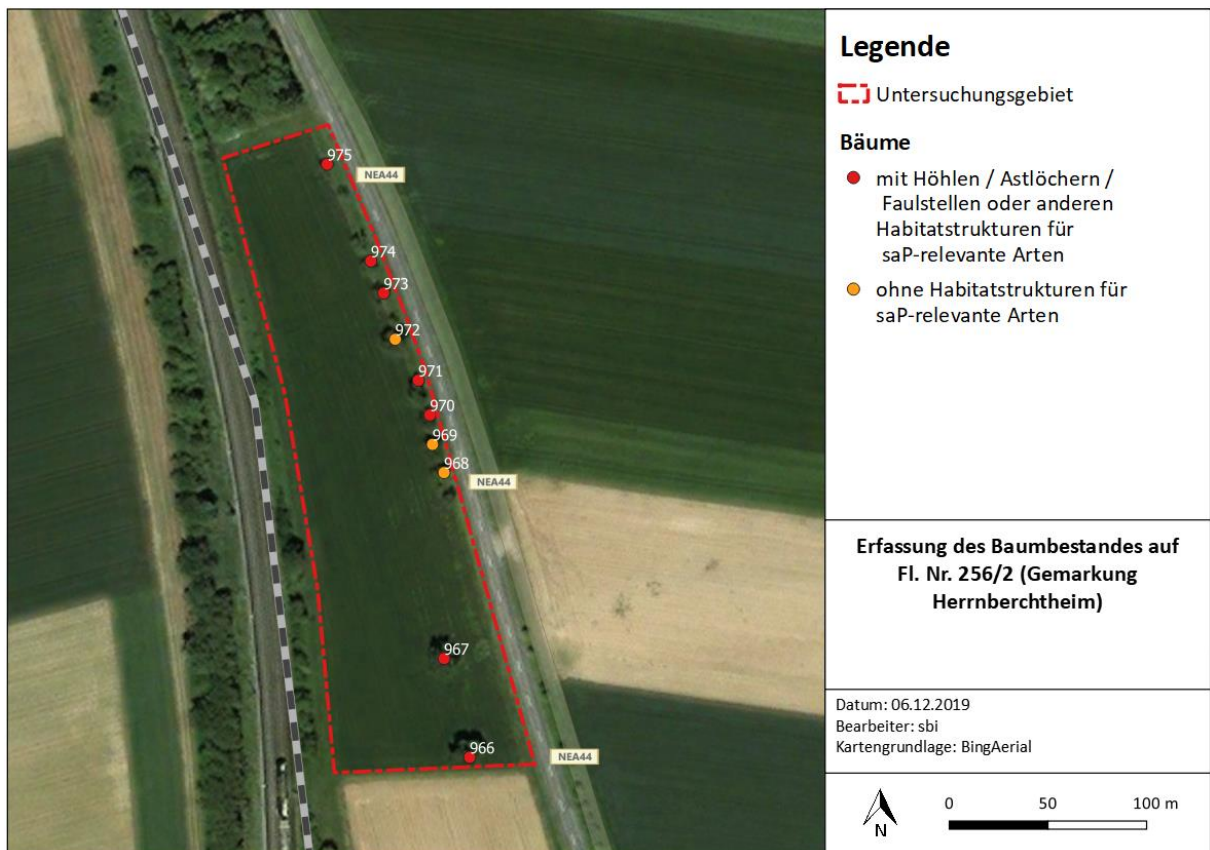 975
NEA44
974
973
972
971
970
969
968
NEA44
967
966
NEA44
Legende
Untersuchungsgebiet
Bäume
mit Höhlen / Astlöchern /
Faulstellen oder anderen
Habitatstrukturen für
saP-relevante Arten
ohne Habitatstrukturen für
saP-relevante Arten
Erfassung des Baumbestandes auf
Fl. Nr. 256/2 (Gemarkung
Herrnberchtheim)
Datum: 06.12.2019
Bearbeiter: sbi
Kartengrundlage: BingAerial
N
0 50 100 m